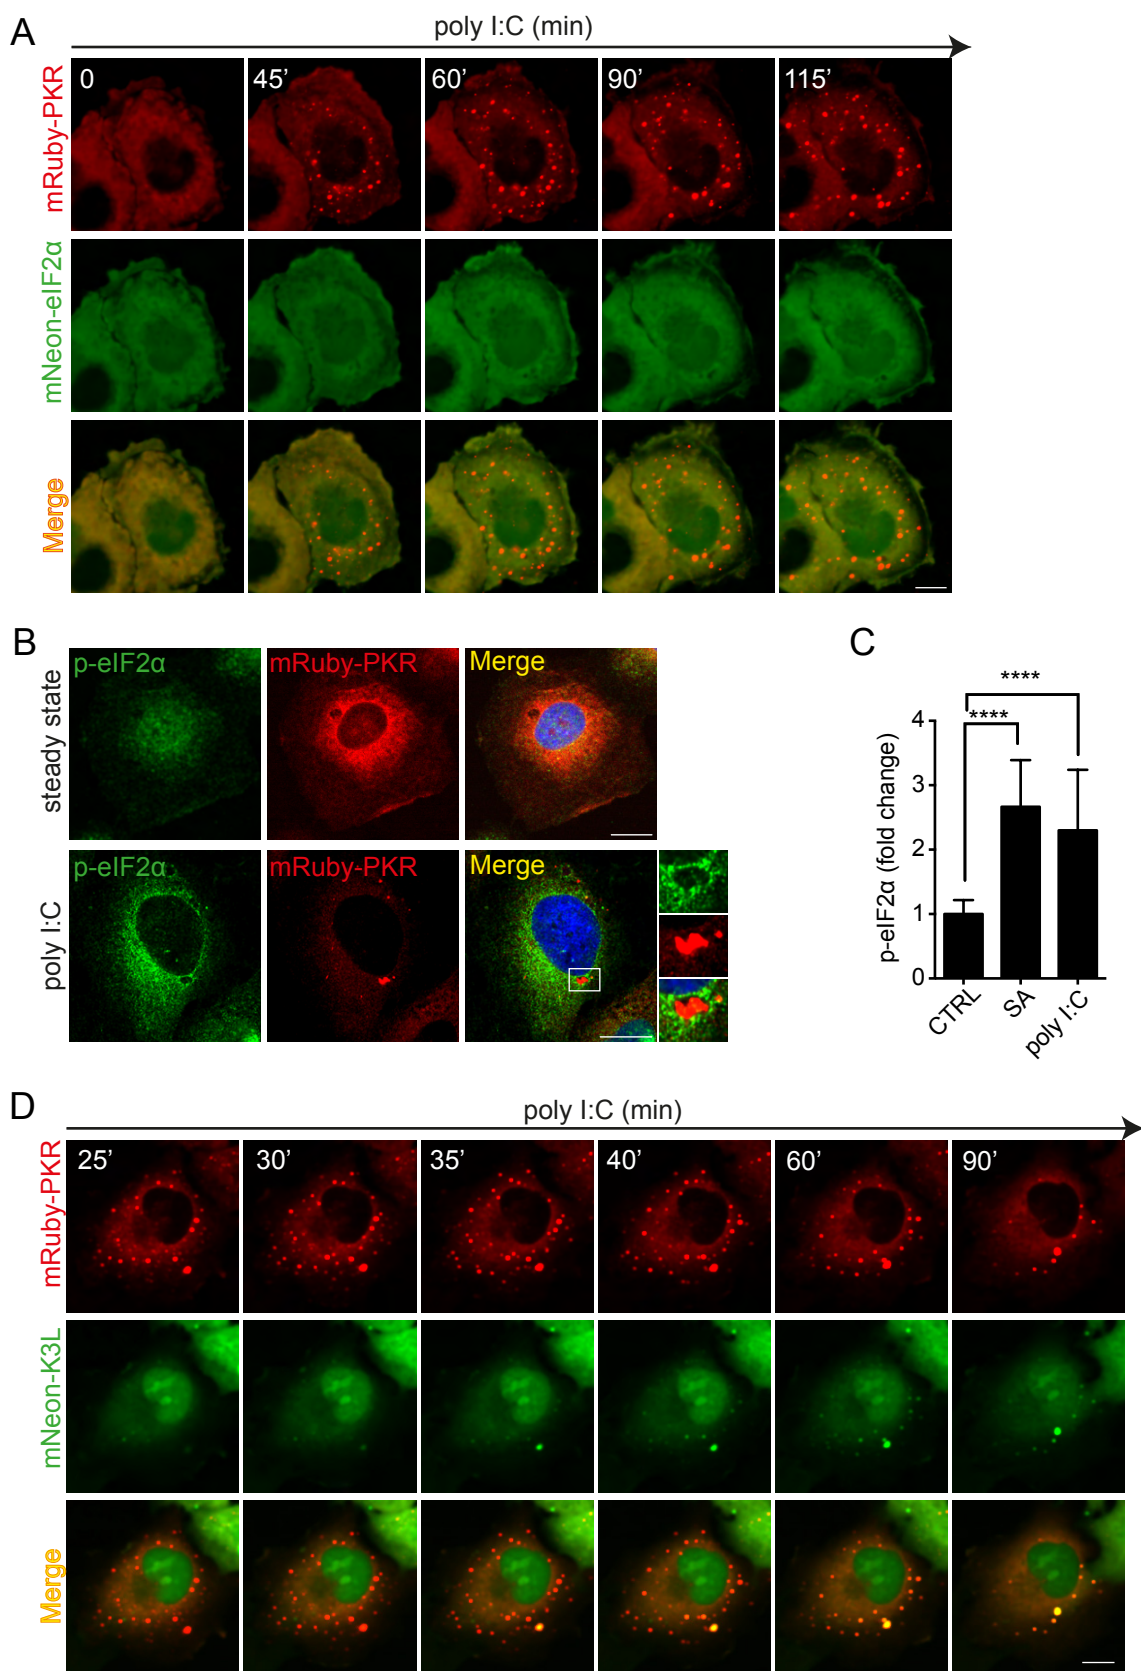 A
poly I:C (min)
0
45’
60’
90’
115’
mRuby-PKR
mNeon-eIF2α
Merge
B
p-eIF2α
mRuby-PKR
Merge
steady state
p-eIF2α
mRuby-PKR
Merge
poly I:C
C
****
****
4
3
2
1
0
p-eIF2α (fold change)
CTRL
SA
poly I:C
D
poly I:C (min)
25’
30’
35’
40’
60’
90’
mRuby-PKR
mNeon-K3L
Merge